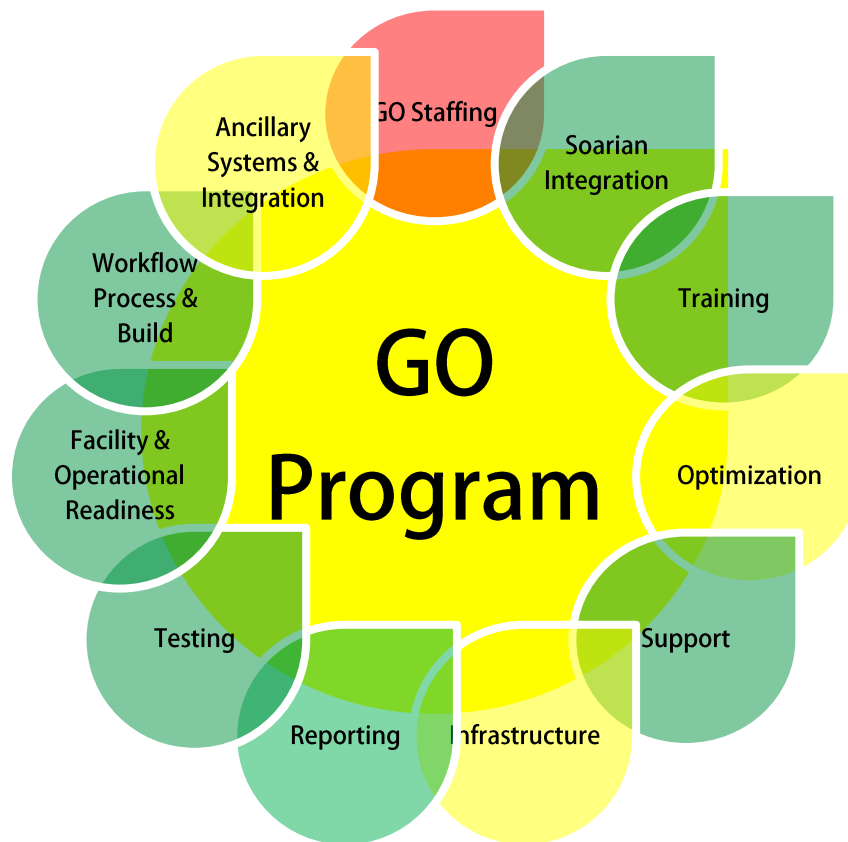 GO Staffing
Soarian
Integration
Training
Optimization
Support
Infrastructure
Reporting
Testing
Facility &
Operational
Readiness
Workflow
Process &
Build
Ancillary
Systems &
Integration
GO
Program